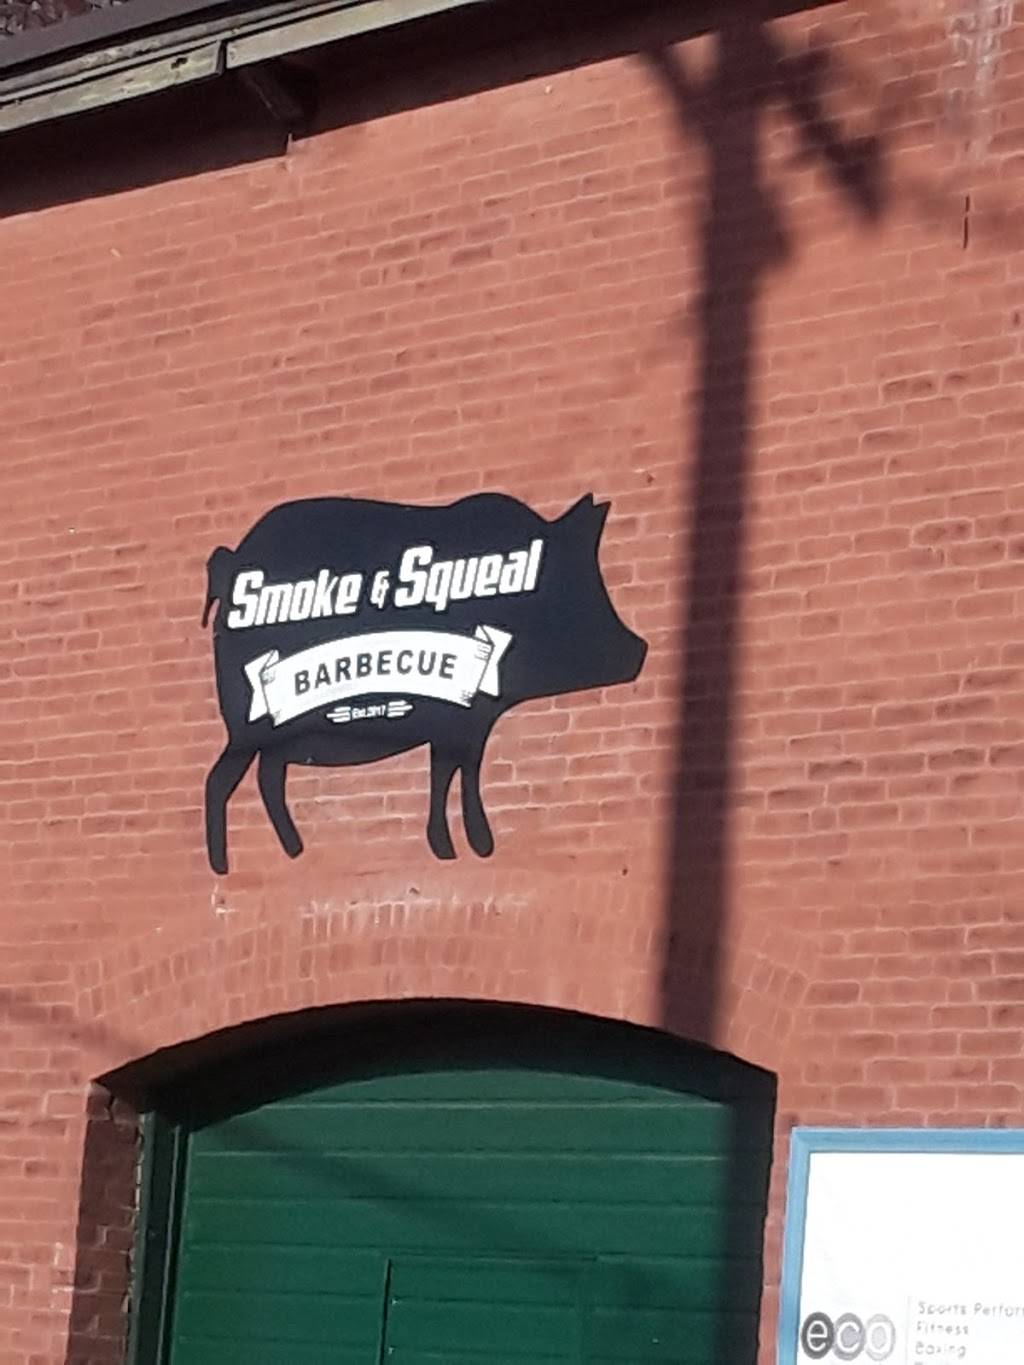 Smoke & Squeal
BARBECUE
Est. 2017
eco
Sports Perfor
Fitness
Boxing